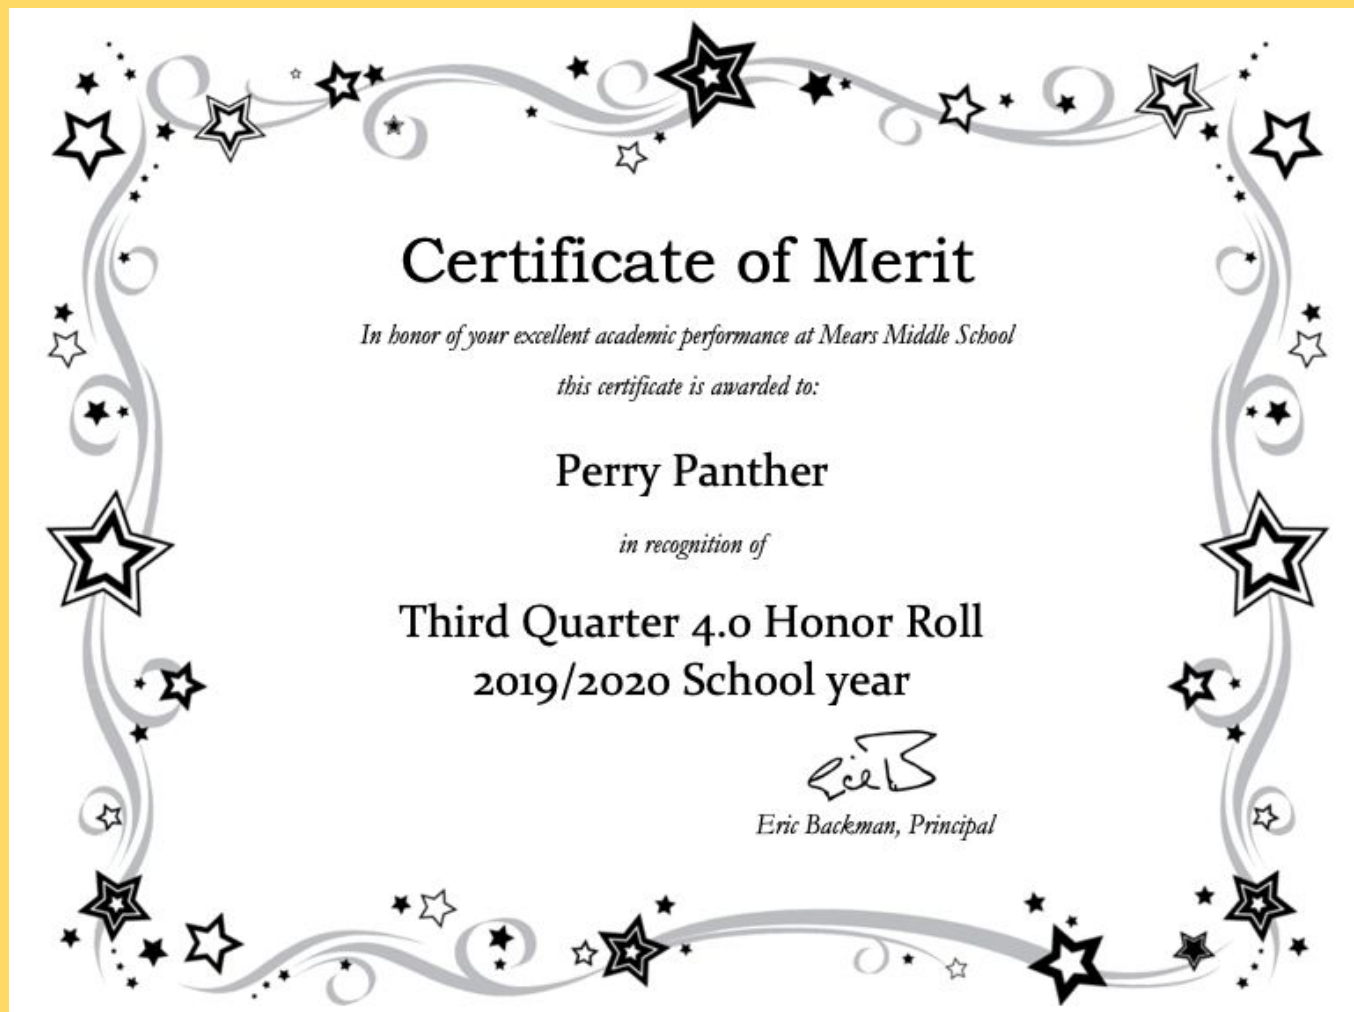 Certificate of Merit
In honor of your excellent academic performance at Mears Middle School
this certificate is awarded to:
Perry Panther
in recognition of
Third Quarter 4.0 Honor Roll
2019/2020 School year
Eric B
Eric Backman, Principal